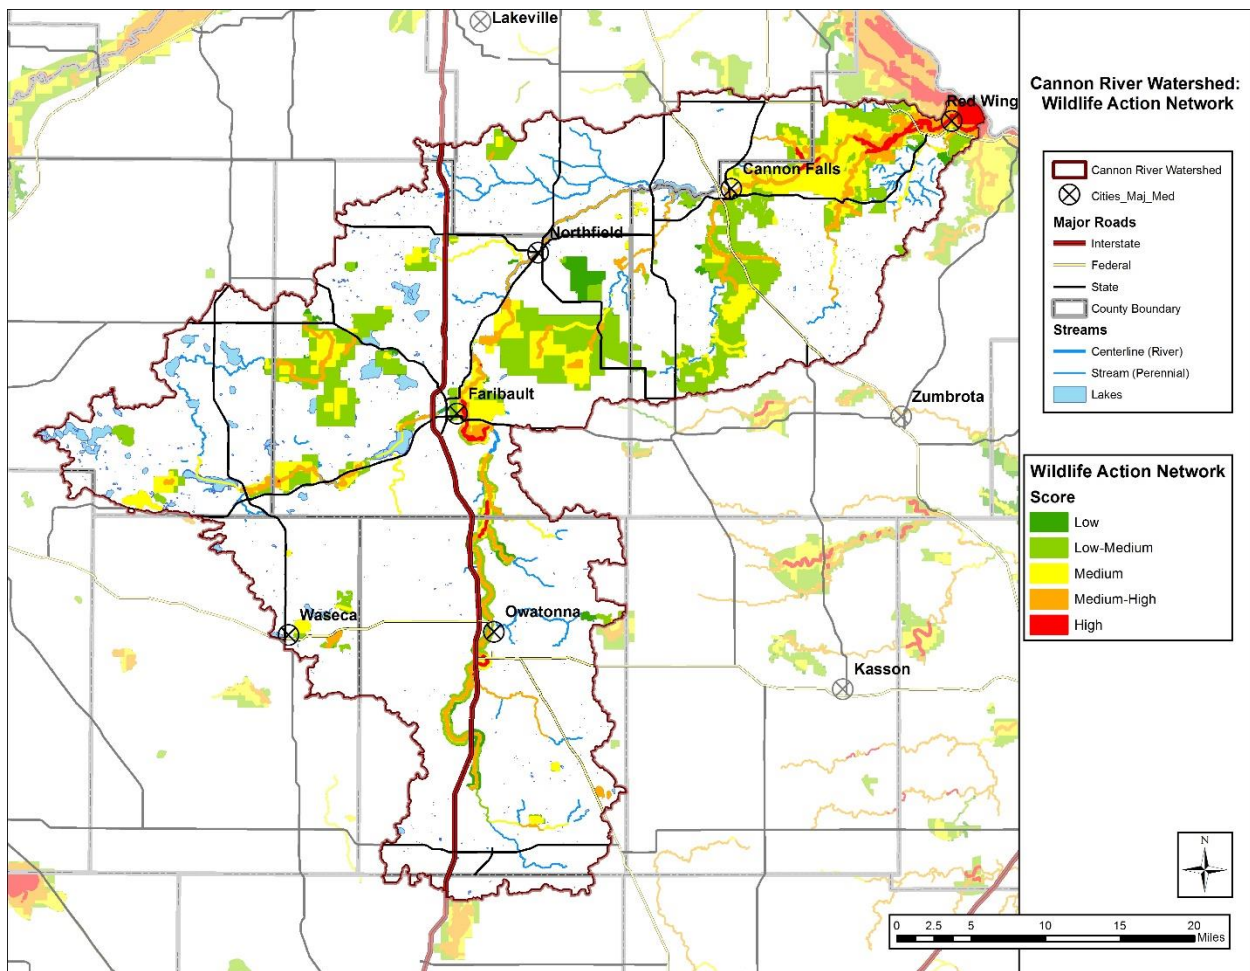 Lakeville
Red Wing
Cannon Falls
Northfield
Faribault
Zumbrota
Waseca
Owatonna
Kasson
Cannon River Watershed:
Wildlife Action Network
Cannon River Watershed
Cities_Maj_Med
Major Roads
Interstate
Federal
State
County Boundary
Streams
Centerline (River)
Stream (Perennial)
Lakes
Wildlife Action Network
Score
Low
Low-Medium
Medium
Medium-High
High
N
0 2.5 5 10 15 20
Miles